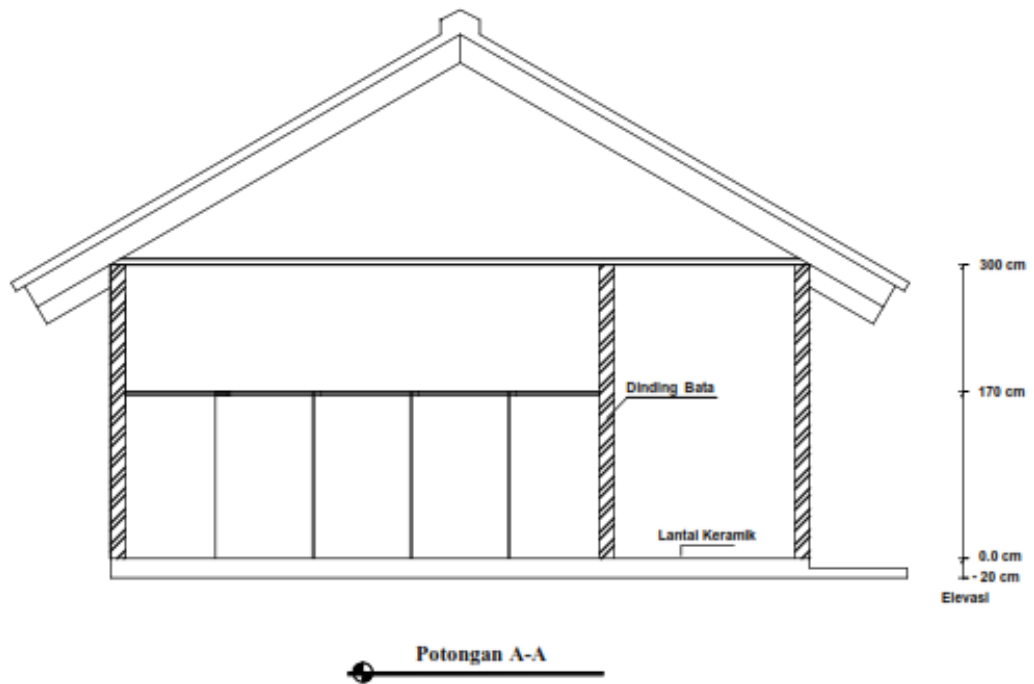 300 cm
Dinding Bata
170 cm
Lantai Keramik
0.0 cm
- 20 cm
Elevasi
Potongan A-A